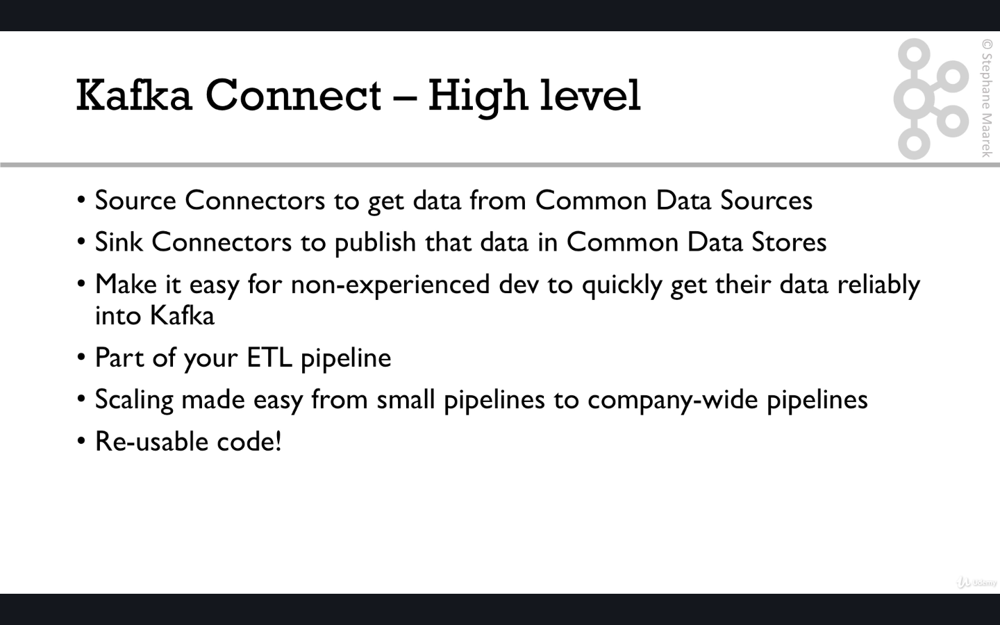 Kafka Connect – High level
© Stephane Maarek
• Source Connectors to get data from Common Data Sources
• Sink Connectors to publish that data in Common Data Stores
• Make it easy for non-experienced dev to quickly get their data reliably
into Kafka
• Part of your ETL pipeline
• Scaling made easy from small pipelines to company-wide pipelines
• Re-usable code!
Udemy